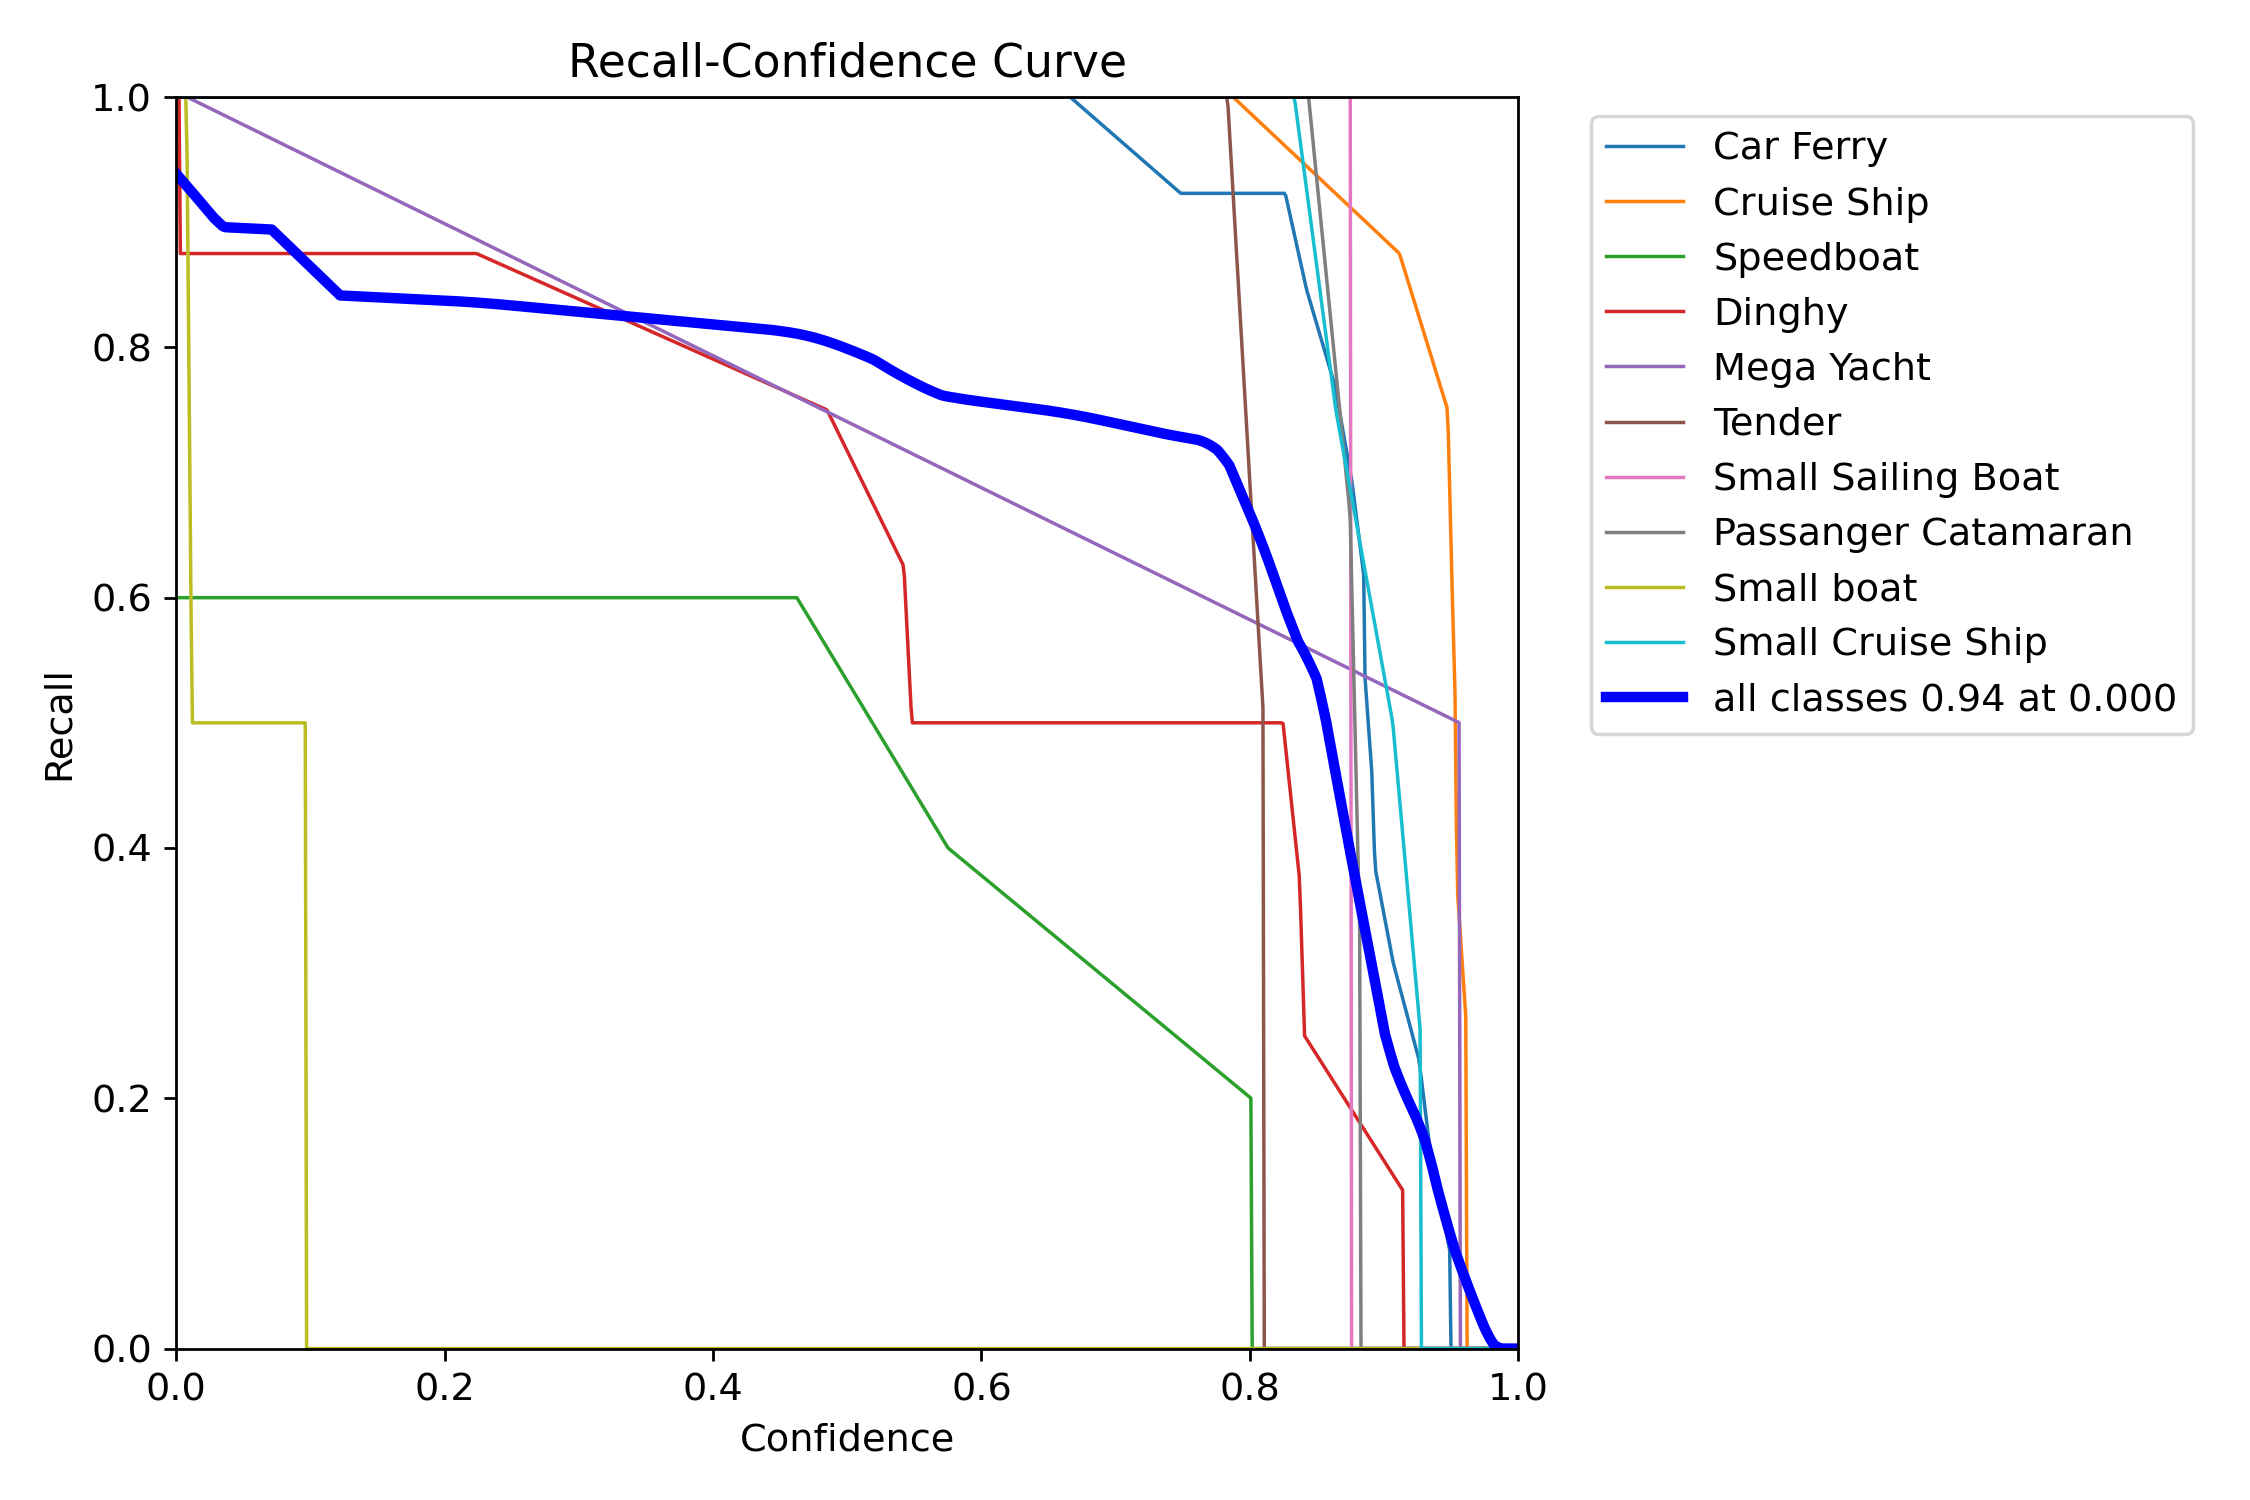 Recall-Confidence Curve
1.0
0.8
0.6
0.4
0.2
0.0
Recall
0.0 0.2 0.4 0.6 0.8 1.0
Confidence
Car Ferry
Cruise Ship
Speedboat
Dinghy
Mega Yacht
Tender
Small Sailing Boat
Passanger Catamaran
Small boat
Small Cruise Ship
all classes 0.94 at 0.000